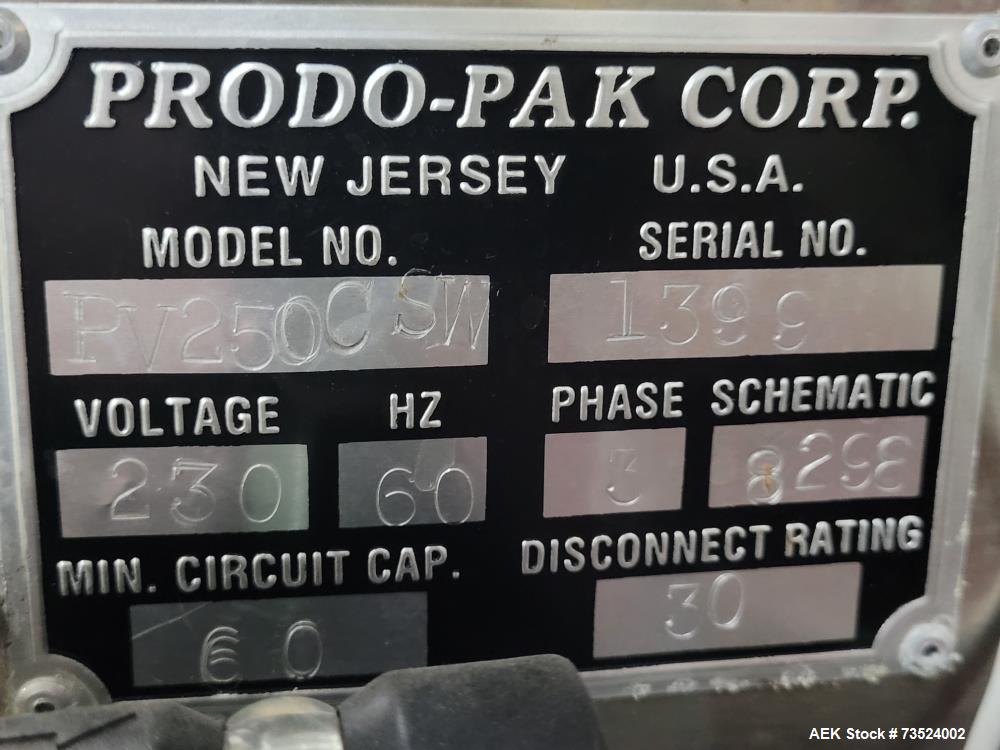 PRODO-PAK CORP.
NEW JERSEY U.S.A.
MODEL NO. SERIAL NO.
PV250CSW 1399
VOLTAGE HZ PHASE SCHEMATIC
230 60 3
MIN. CIRCUIT CAP. DISCONNECT RATING
60 30
AEK Stock # 73524002